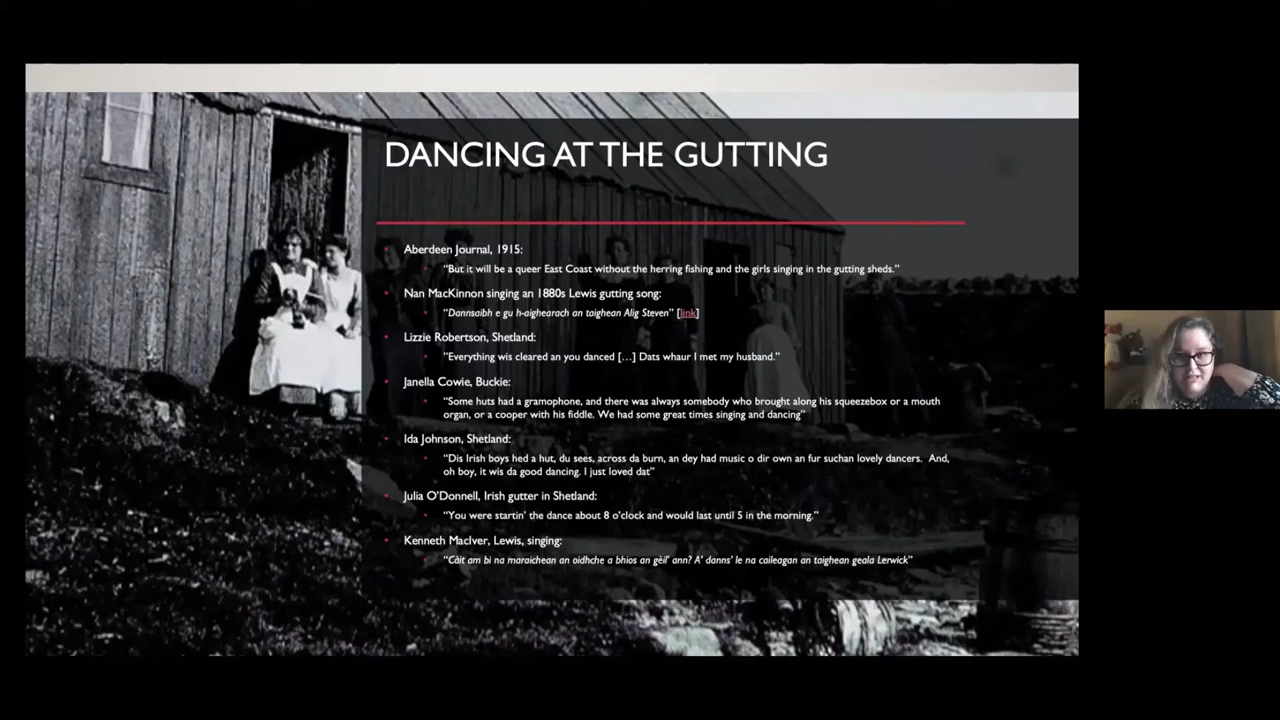 DANCING AT THE GUTTING
Aberdeen Journal, 1915:
“But it will be a queer East Coast without the herring fishing and the girls singing in the gutting sheds.”
Nan MacKinnon singing an 1880s Lewis gutting song:
“Dannsaibh e gu h-aighearach an taighean Alig Steven” [link]
Lizzie Robertson, Shetland:
“Everything wis cleared an you danced […] Dats whaur I met my husband.”
Janella Cowie, Buckie:
“Some huts had a gramophone, and there was always somebody who brought along his squeezebox or a mouth
organ, or a cooper with his fiddle. We had some great times singing and dancing”
Ida Johnson, Shetland:
“Dis Irish boys hed a hut, du sees, across da burn, an dey had music o dir own an fur suchan lovely dancers. And,
oh boy, it wis da good dancing. I just loved dat”
Julia O’Donnell, Irish gutter in Shetland:
“You were startin’ the dance about 8 o’clock and would last until 5 in the morning.”
Kenneth MacIver, Lewis, singing:
“Càit am bi na maraichean an oidhche a bhios an gèil’ ann? A’ danns’ le na caileagan an taighean geala Lerwick”